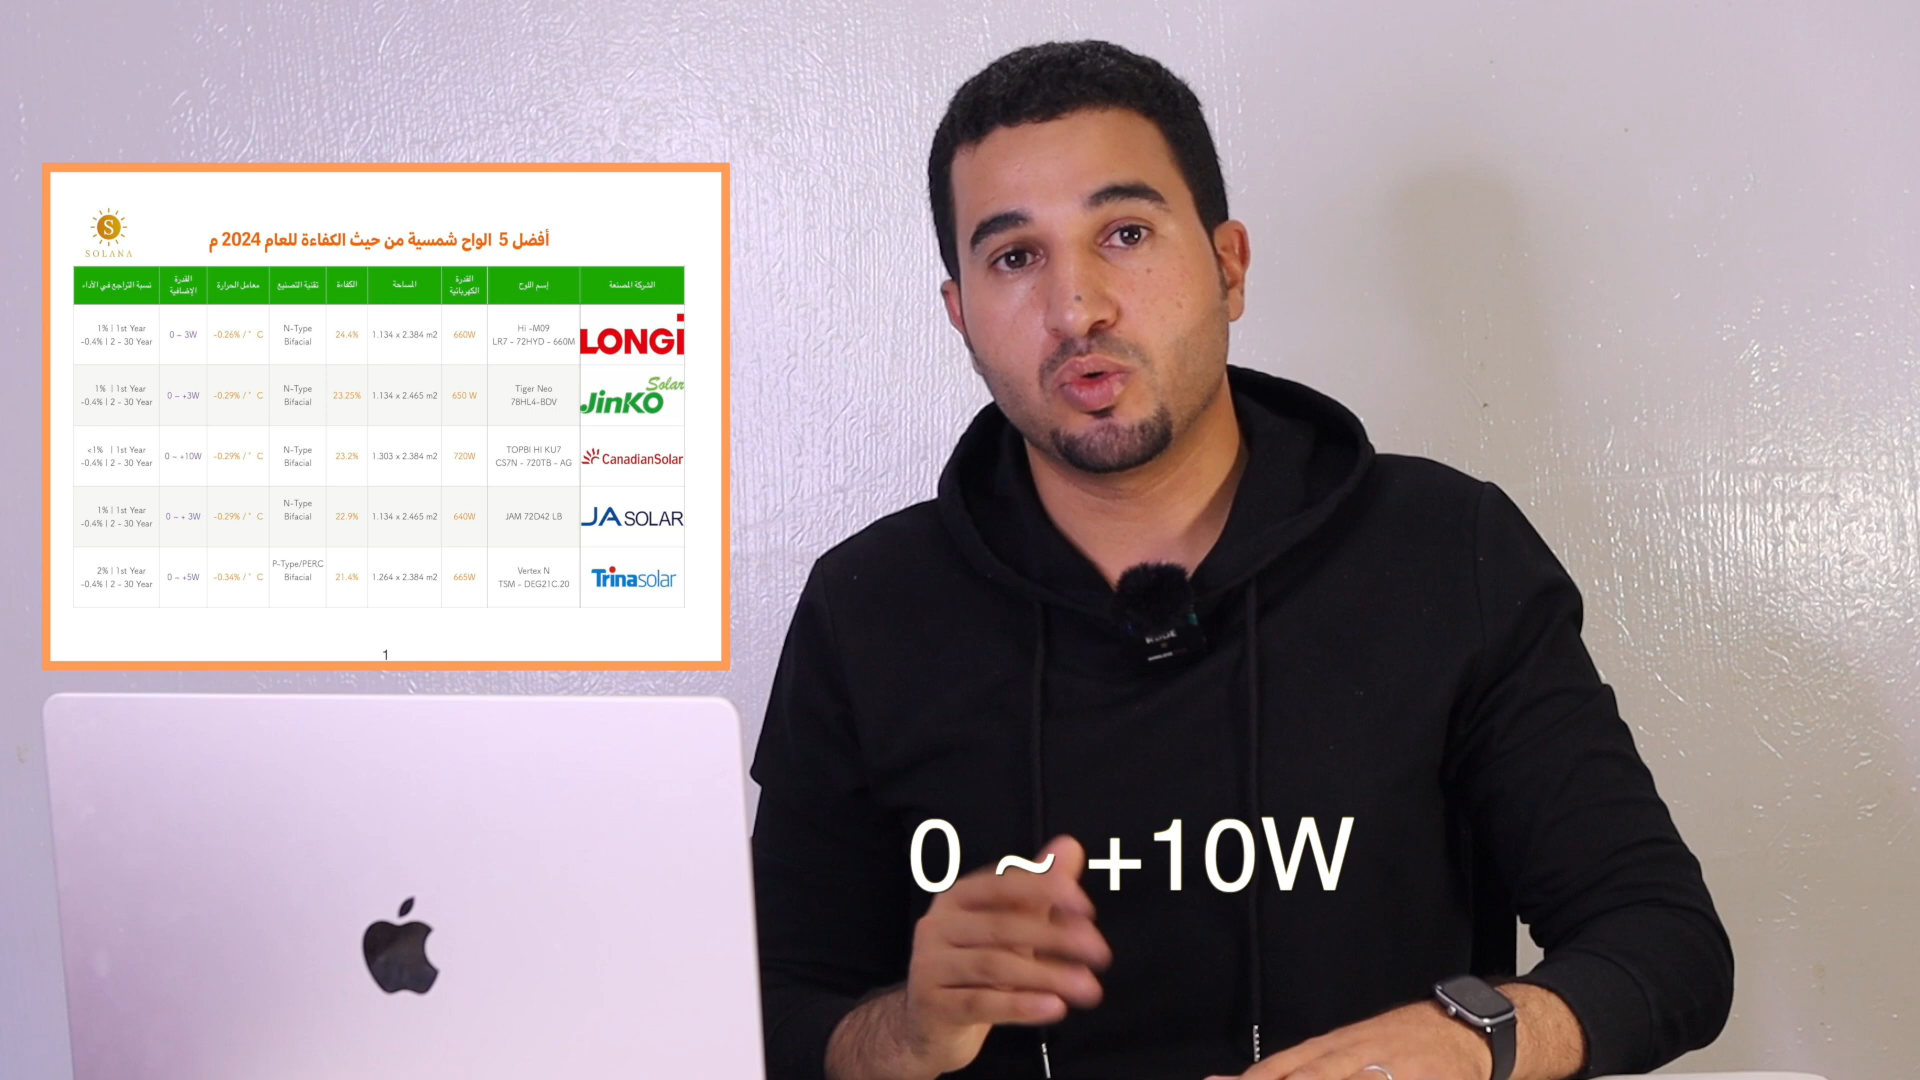 S
SOLANA
أفضل 5 الواح شمسية من حيث الكفاءة للعام 2024 م
الشركة المصنعة
إسم اللوح
القدرة
الكهربائية
المساحة
الكفاءة
تقنية التصنيع
معامل الحرارة
القدرة
الإضافية
نسبة التراجع في الأداء
LONGi
Hi -M09
LR7 - 72HYD - 660M
660W
1.134 x 2.384 m2
24.4%
N-Type
Bifacial
-0.26% / ° C
0 ~ 3W
1% | 1st Year
-0.4% | 2 - 30 Year
JinKO Solar
Tiger Neo
78HL4-BDV
650 W
1.134 x 2.465 m2
23.25%
N-Type
Bifacial
-0.29% / ° C
0 ~ +3W
1% | 1st Year
-0.4% | 2 - 30 Year
CanadianSolar
TOPBI HI KU7
CS7N - 720TB - AG
720W
1.303 x 2.384 m2
23.2%
N-Type
Bifacial
-0.29% / ° C
0 ~ +10W
<1% | 1st Year
-0.4% | 2 - 30 Year
JA SOLAR
JAM 72D42 LB
640W
1.134 x 2.465 m2
22.9%
N-Type
Bifacial
-0.29% / ° C
0 ~ + 3W
1% | 1st Year
-0.4% | 2 - 30 Year
Trinasolar
Vertex N
TSM - DEG21C.20
665W
1.264 x 2.384 m2
21.4%
P-Type/PERC
Bifacial
-0.34% / ° C
0 ~ +5W
2% | 1st Year
-0.4% | 2 - 30 Year
1
RODE
0 ~ +10W